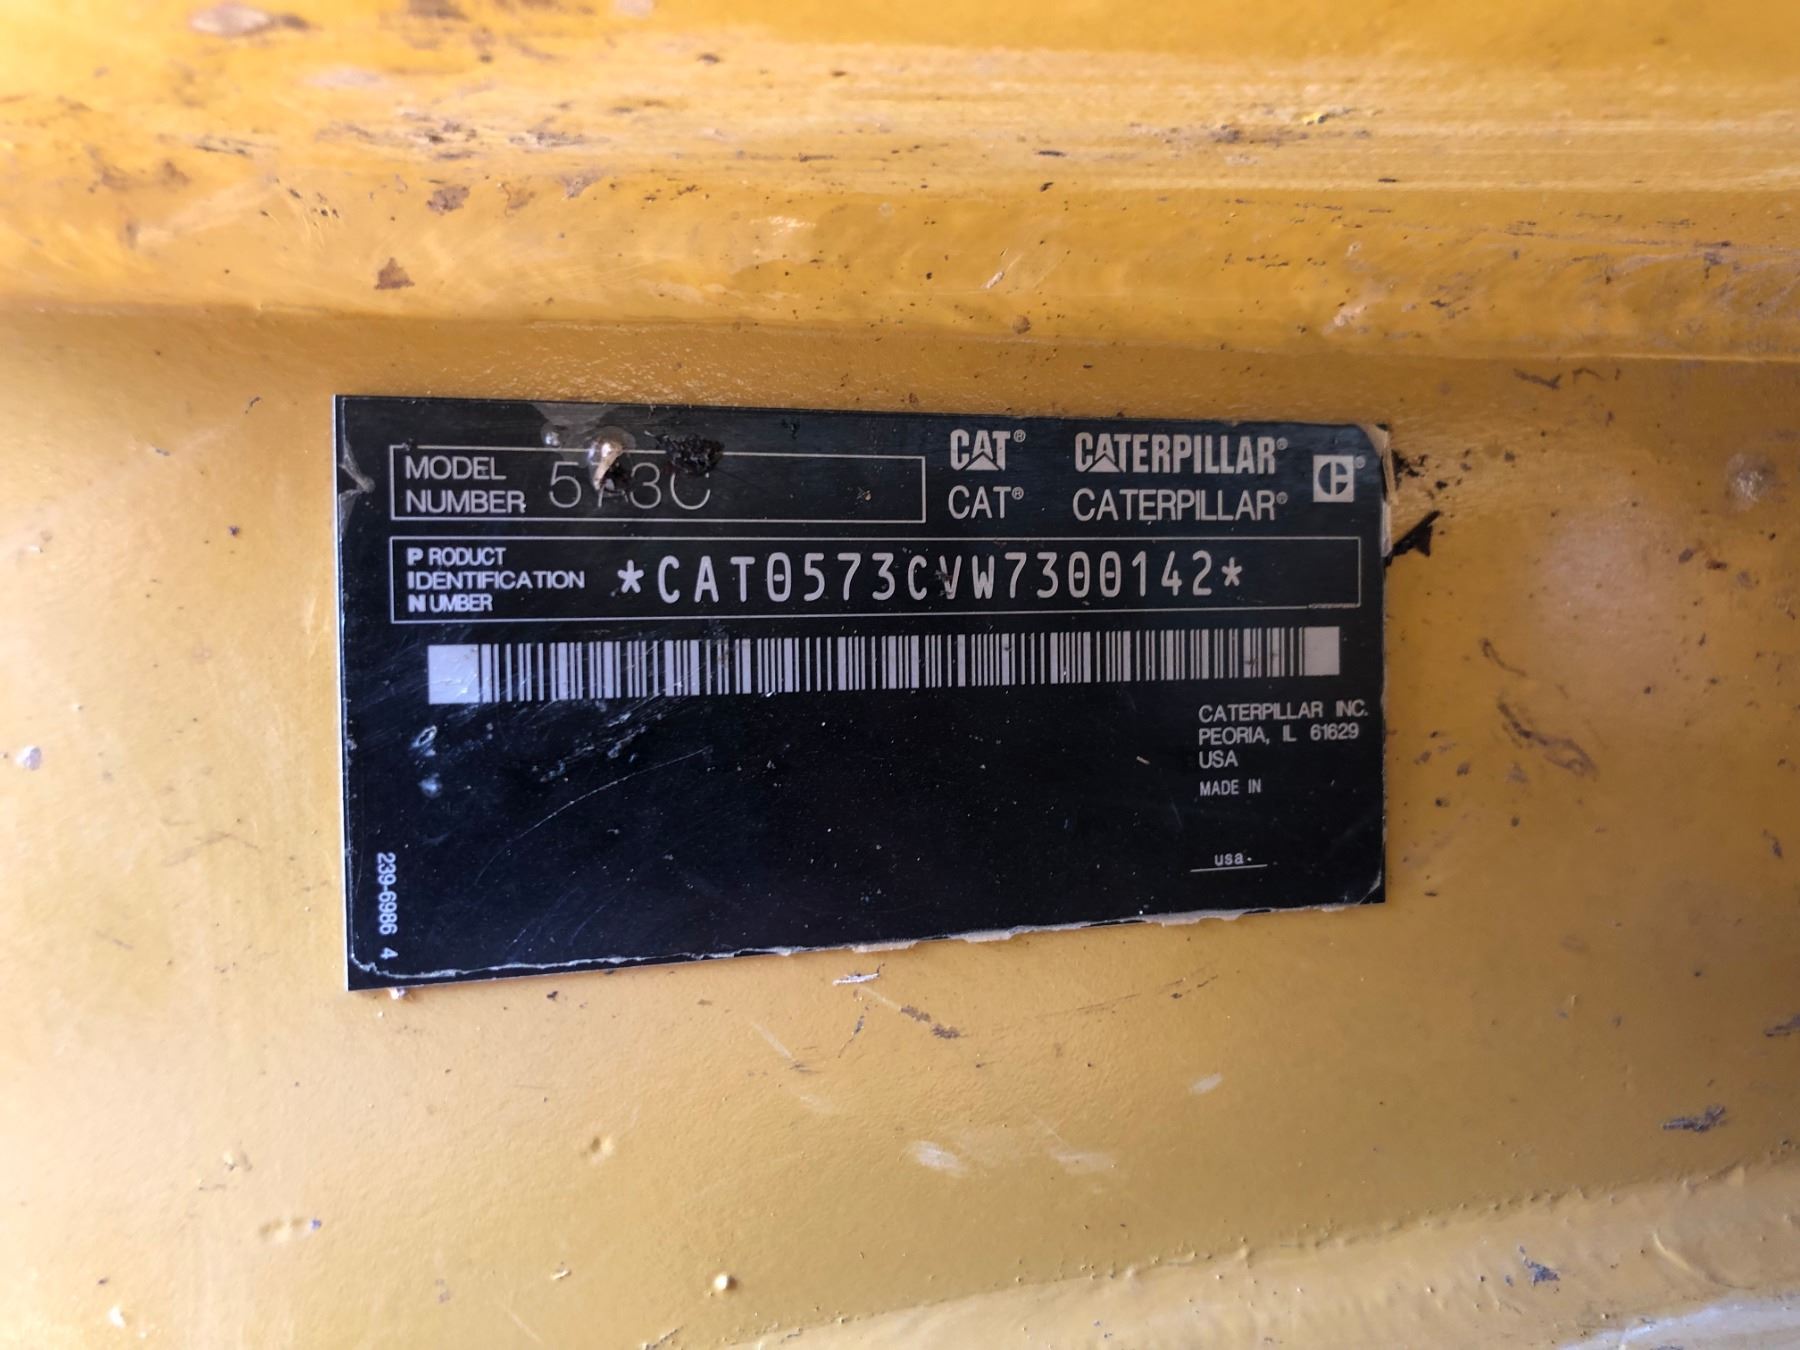 MODEL NUMBER 573C
CAT® CATERPILLAR®
CAT® CATERPILLAR®
PRODUCT
IDENTIFICATION
NUMBER
*CAT0573CVW7300142*
CATERPILLAR INC.
PEORIA, IL 61629
USA
MADE IN
usa.
239-6986 4